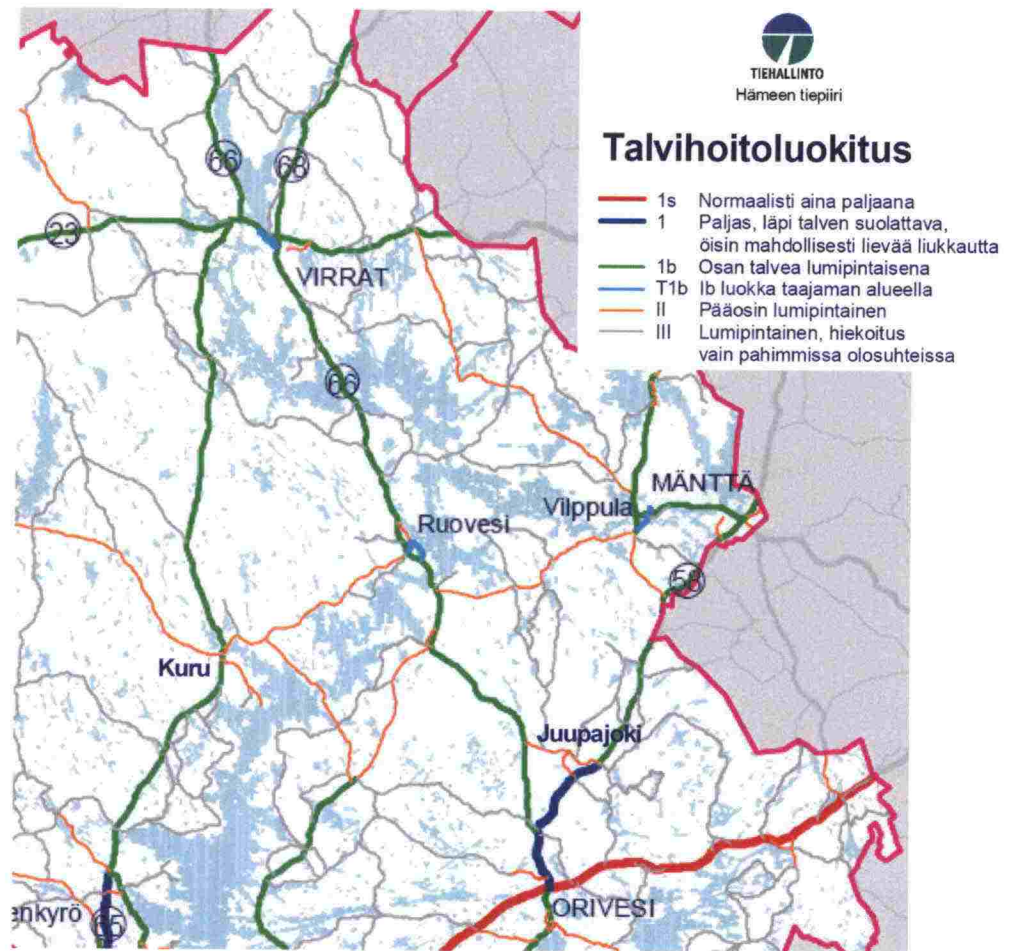 TIEHALLINTO
Hämeen tiepiiri
Talvihoitoluokitus
1s Normaalisti aina paljaana
1 Paljas, läpi talven suolattava,
öisin mahdollisesti lievää liukkautta
1b Osan talvea lumipintaisena
T1b Ib luokka taajaman alueella
II Pääosin lumipintainen
III Lumipintainen, hiekoitus
vain pahimmissa olosuhteissa
66
68
23
VIRRAT
66
MÄNTTÄ
Vilppula
Ruovesi
58
Kuru
Juupajoki
enkyrö
65
ORIVESI